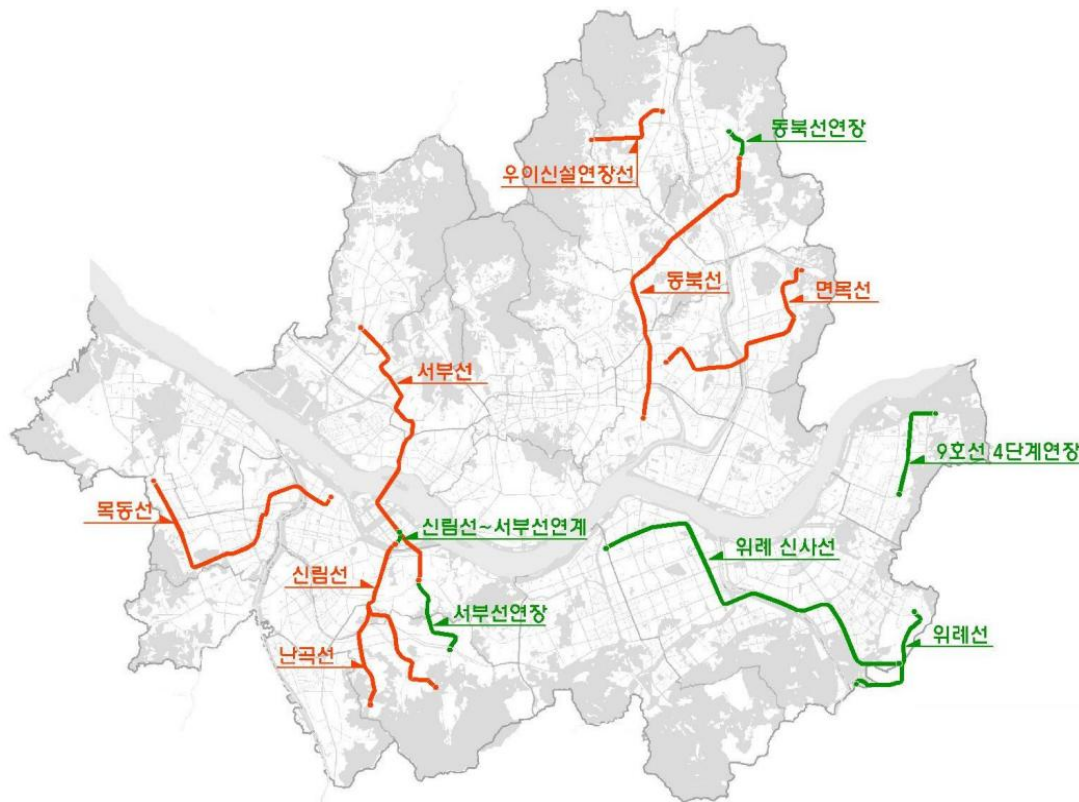 동북선연장
우이신설연장선
동북선
면목선
서부선
9호선 4단계연장
목동선
신림선~서부선연계
위례 신사선
신림선
서부선연장
위례선
난곡선